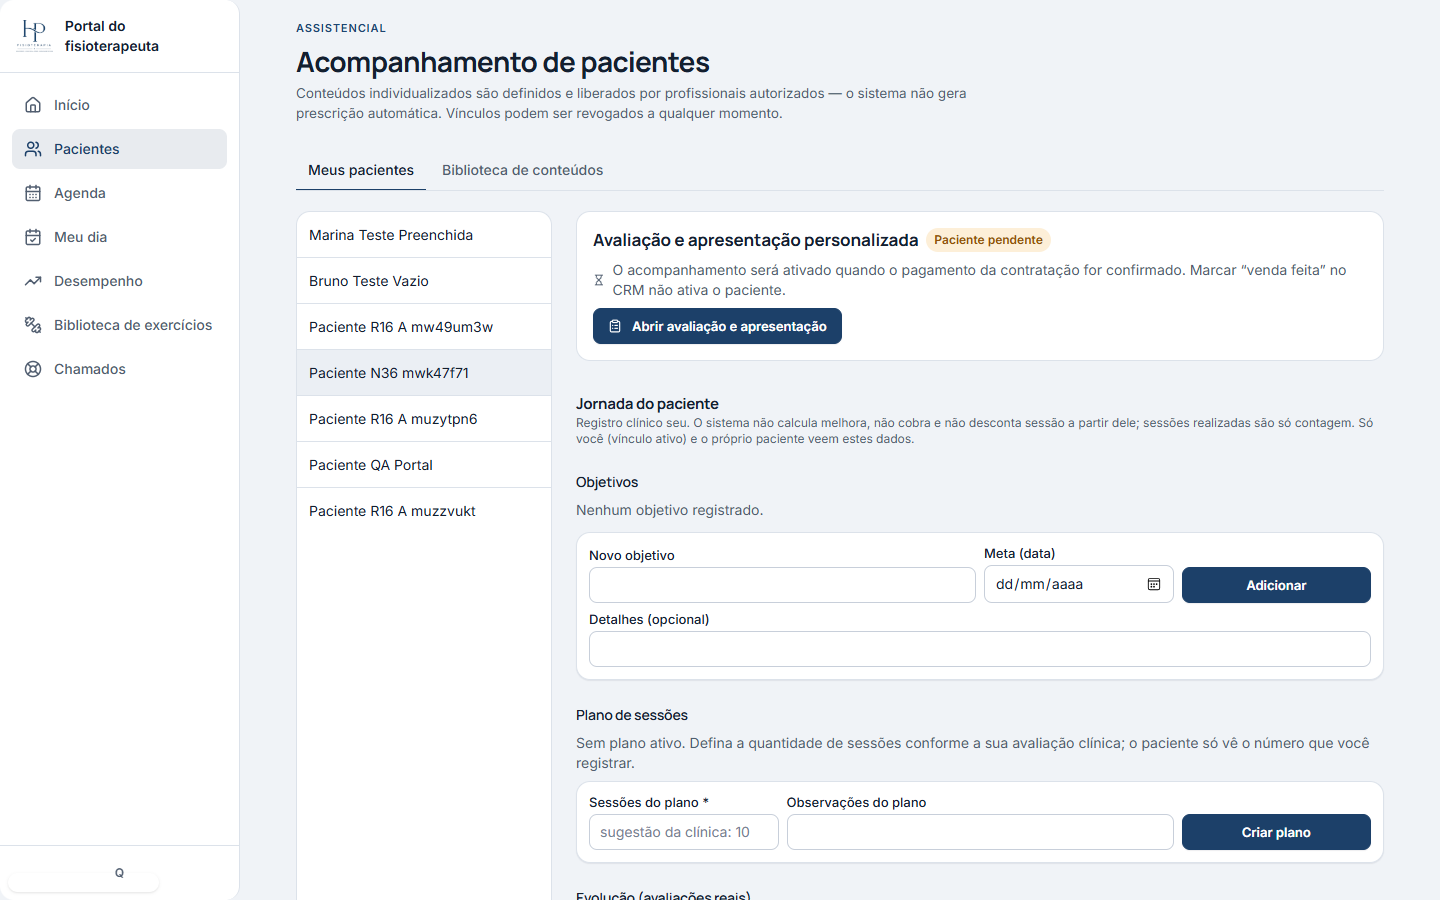 hp
FISIOTERAPIA
Portal do
fisioterapeuta
Início
Pacientes
Agenda
Meu dia
Desempenho
Biblioteca de exercícios
Chamados
Q
ASSISTENCIAL
Acompanhamento de pacientes
Conteúdos individualizados são definidos e liberados por profissionais autorizados — o sistema não gera
prescrição automática. Vínculos podem ser revogados a qualquer momento.
Meus pacientes
Biblioteca de conteúdos
Marina Teste Preenchida
Bruno Teste Vazio
Paciente R16 A mw49um3w
Paciente N36 mwk47f71
Paciente R16 A muzytpn6
Paciente QA Portal
Paciente R16 A muzzvukt
Avaliação e apresentação personalizada
Paciente pendente
O acompanhamento será ativado quando o pagamento da contratação for confirmado. Marcar “venda feita” no
CRM não ativa o paciente.
Abrir avaliação e apresentação
Jornada do paciente
Registro clínico seu. O sistema não calcula melhora, não cobra e não desconta sessão a partir dele; sessões realizadas são só contagem. Só
você (vínculo ativo) e o próprio paciente veem estes dados.
Objetivos
Nenhum objetivo registrado.
Novo objetivo
Meta (data)
dd/mm/aaaa
Adicionar
Detalhes (opcional)
Plano de sessões
Sem plano ativo. Defina a quantidade de sessões conforme a sua avaliação clínica; o paciente só vê o número que você
registrar.
Sessões do plano *
Observações do plano
sugestão da clínica: 10
Criar plano
Evolução (avaliações reais)